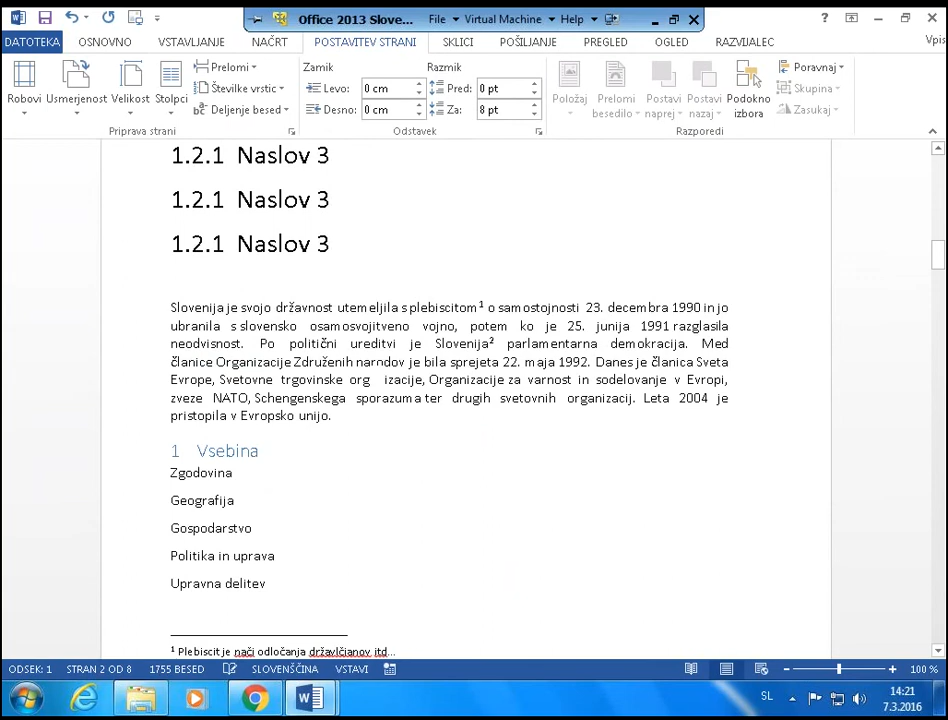 Office 2013 Slove... File Virtual Machine Help
DATOTEKA OSNOVNO VSTAVLJANJE NAČRT POSTAVITEV STRANI SKLICI POŠILJANJE PREGLED OGLED RAZVIJALEC Vpis
Robovi Usmerjenost Velikost Stolpci
Prelomi
Številke vrstic
Deljenje besed
Priprava strani
Zamik Razmik
Levo: 0 cm Pred: 0 pt
Desno: 0 cm Za: 8 pt
Odstavek
Položaj Prelomi besedilo Postavi naprej Postavi nazaj Podokno izbora
Poravnaj
Skupina
Zasukaj
Razporedi
1.2.1 Naslov 3
1.2.1 Naslov 3
1.2.1 Naslov 3
Slovenija je svojo državnost utemeljila s plebiscitom¹ o samostojnosti 23. decembra 1990 in jo
ubranila s slovensko osamosvojitveno vojno, potem ko je 25. junija 1991 razglasila
neodvisnost. Po politični ureditvi je Slovenija² parlamentarna demokracija. Med
članice Organizacije Združenih narndov je bila sprejeta 22. maja 1992. Danes je članica Sveta
Evrope, Svetovne trgovinske org izacije, Organizacije za varnost in sodelovanje v Evropi,
zveze NATO, Schengenskega sporazuma ter drugih svetovnih organizacij. Leta 2004 je
pristopila v Evropsko unijo.
1 Vsebina
Zgodovina
Geografija
Gospodarstvo
Politika in uprava
Upravna delitev
¹ Plebiscit je nači odločanja državlčianov itd...
ODSEK: 1 STRAN 2 OD 8 1755 BESED SLOVENŠČINA VSTAVI 100 %
SL 14:21
7.3.2016